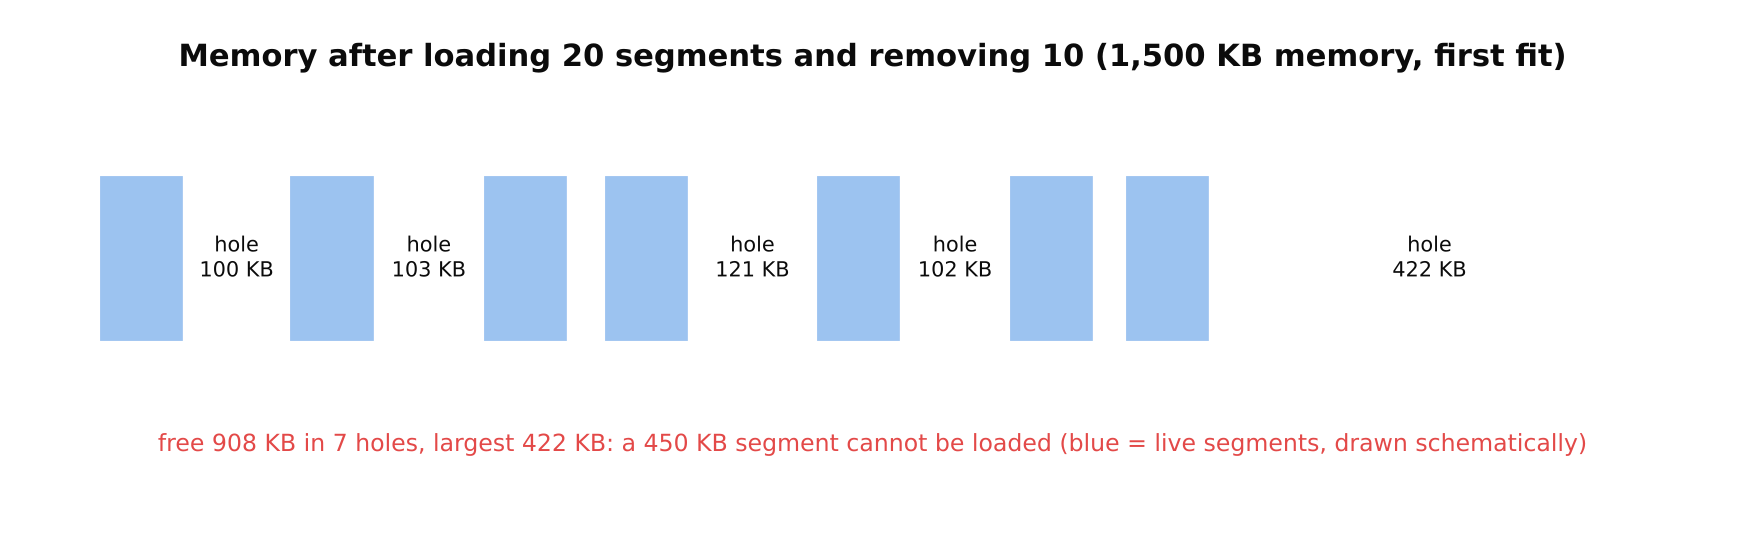 Memory after loading 20 segments and removing 10 (1,500 KB memory, first fit)
hole
100 KB
hole
103 KB
hole
121 KB
hole
102 KB
hole
422 KB
free 908 KB in 7 holes, largest 422 KB: a 450 KB segment cannot be loaded (blue = live segments, drawn schematically)